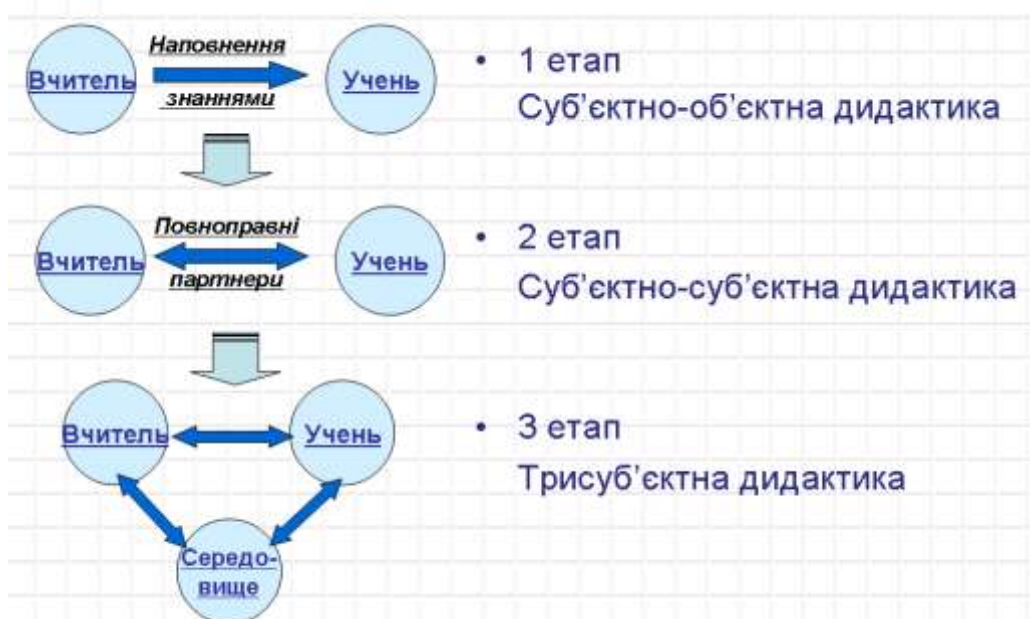 Наповнення
Вчитель
Учень
знаннями
• 1 етап
Суб’єктно-об’єктна дидактика
Повноправні
Вчитель
Учень
партнери
• 2 етап
Суб’єктно-суб’єктна дидактика
Вчитель
Учень
Середо-
вище
• 3 етап
Трисуб’єктна дидактика